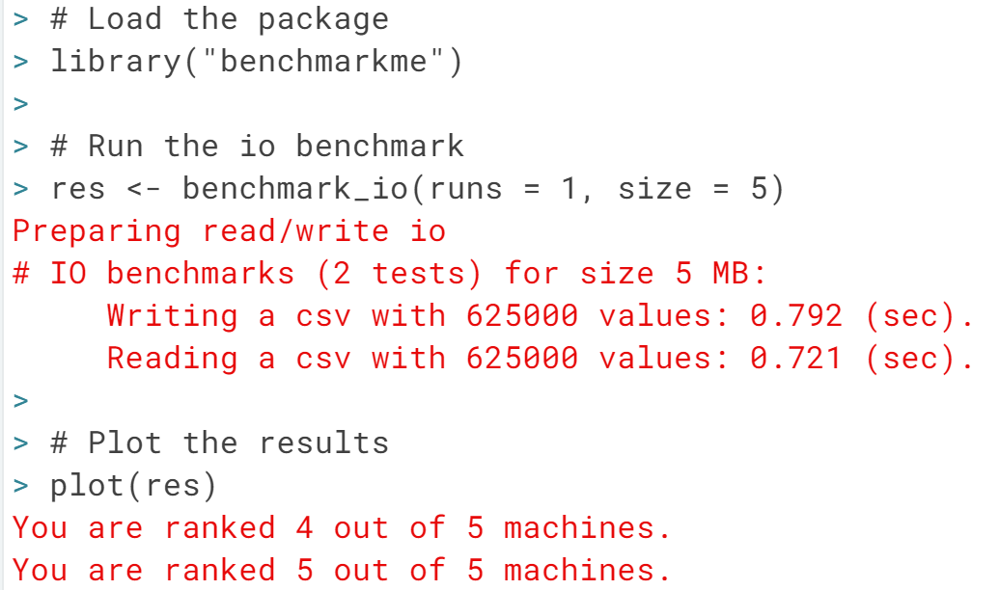 > # Load the package
> library("benchmarkme")
>
> # Run the io benchmark
> res <- benchmark_io(runs = 1, size = 5)
Preparing read/write io
# IO benchmarks (2 tests) for size 5 MB:
     Writing a csv with 625000 values: 0.792 (sec).
     Reading a csv with 625000 values: 0.721 (sec).
>
> # Plot the results
> plot(res)
You are ranked 4 out of 5 machines.
You are ranked 5 out of 5 machines.